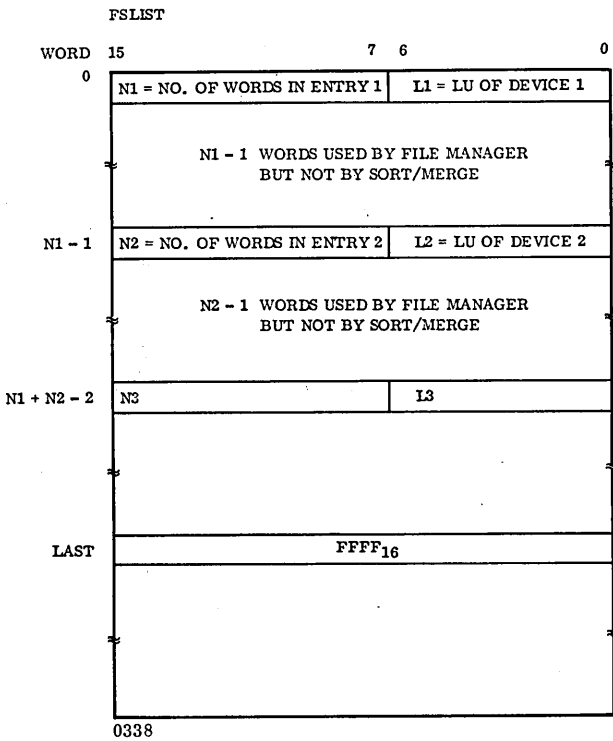 FSLIST
WORD 15 7 6 0
0 N1 = NO. OF WORDS IN ENTRY 1 L1 = LU OF DEVICE 1
N1 - 1 WORDS USED BY FILE MANAGER
BUT NOT BY SORT/MERGE
N1 - 1 N2 = NO. OF WORDS IN ENTRY 2 L2 = LU OF DEVICE 2
N2 - 1 WORDS USED BY FILE MANAGER
BUT NOT BY SORT/MERGE
N1 + N2 - 2 N3 L3
LAST FFFF₁₆
0338